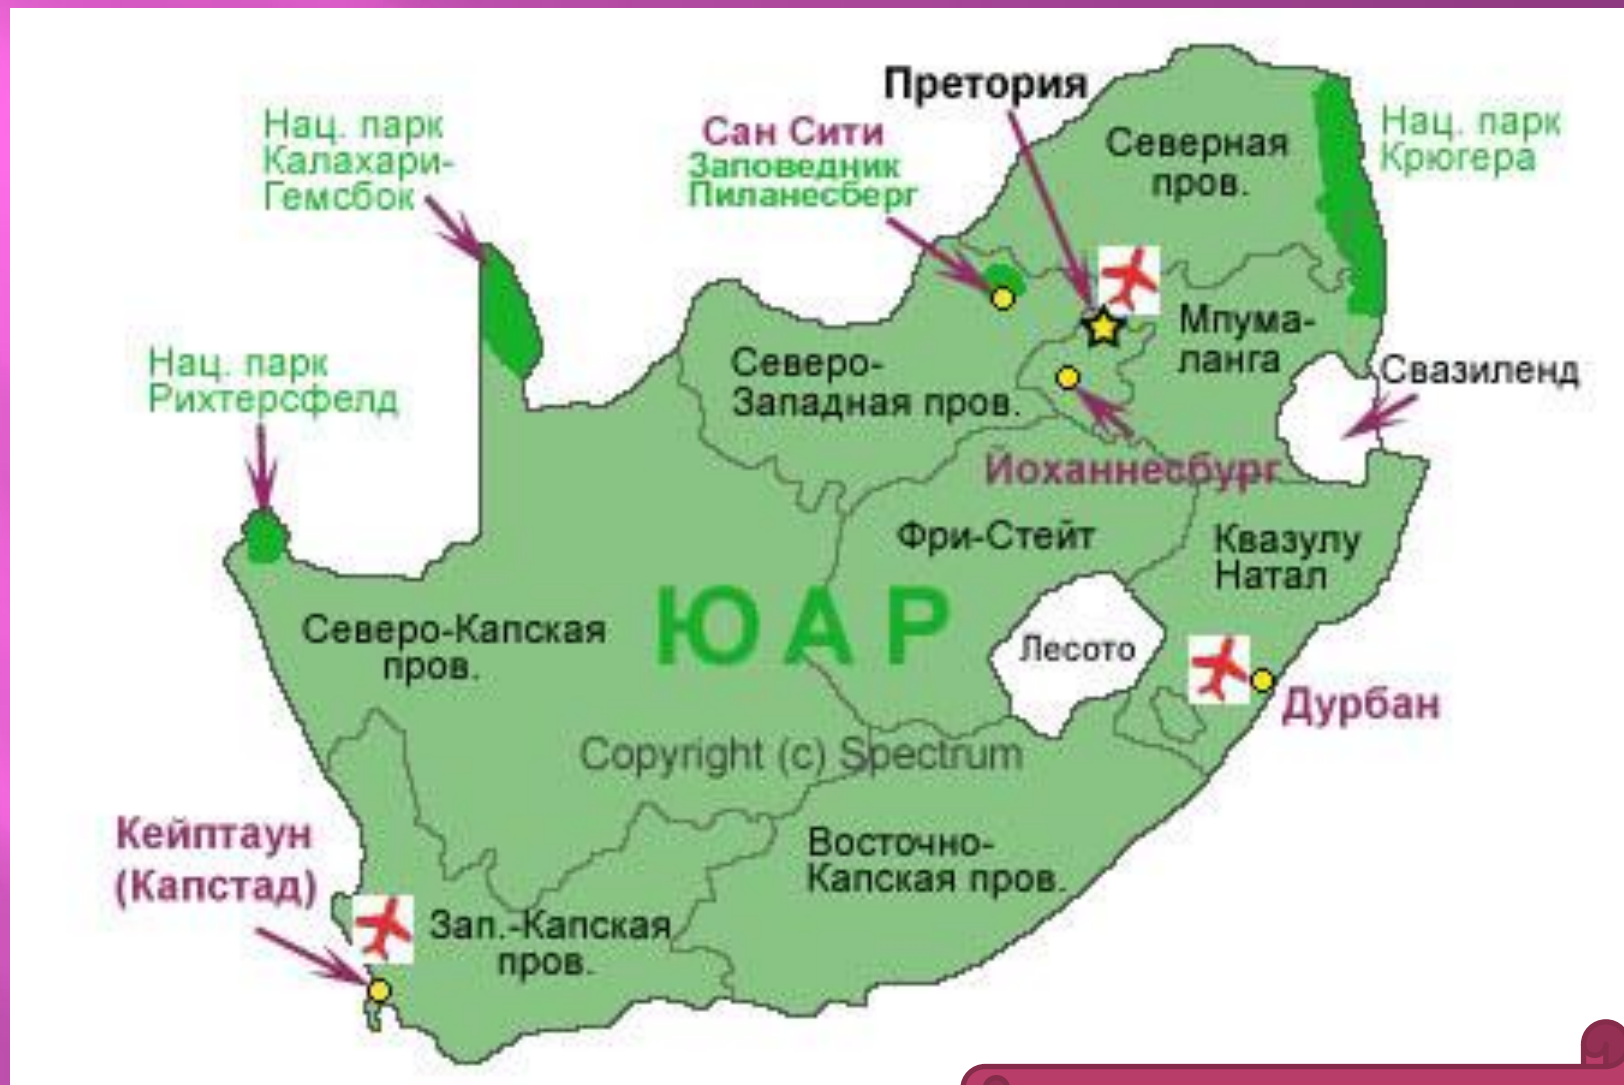 Претория
Нац. парк
Калахари-
Гемсбок
Сан Сити
Заповедник
Пиланесберг
Северная
пров.
Нац. парк
Крюгера
Нац. парк
Рихтерсфелд
Северо-
Западная пров.
Мпума-
ланга
Свазиленд
Йоханнесбург
Фри-Стейт
Квазулу
Натал
Северо-Капская
пров.
ЮАР
Лесото
Дурбан
Copyright (c) Spectrum
Кейптаун
(Капстад)
Восточно-
Капская пров.
Зап.-Капская
пров.